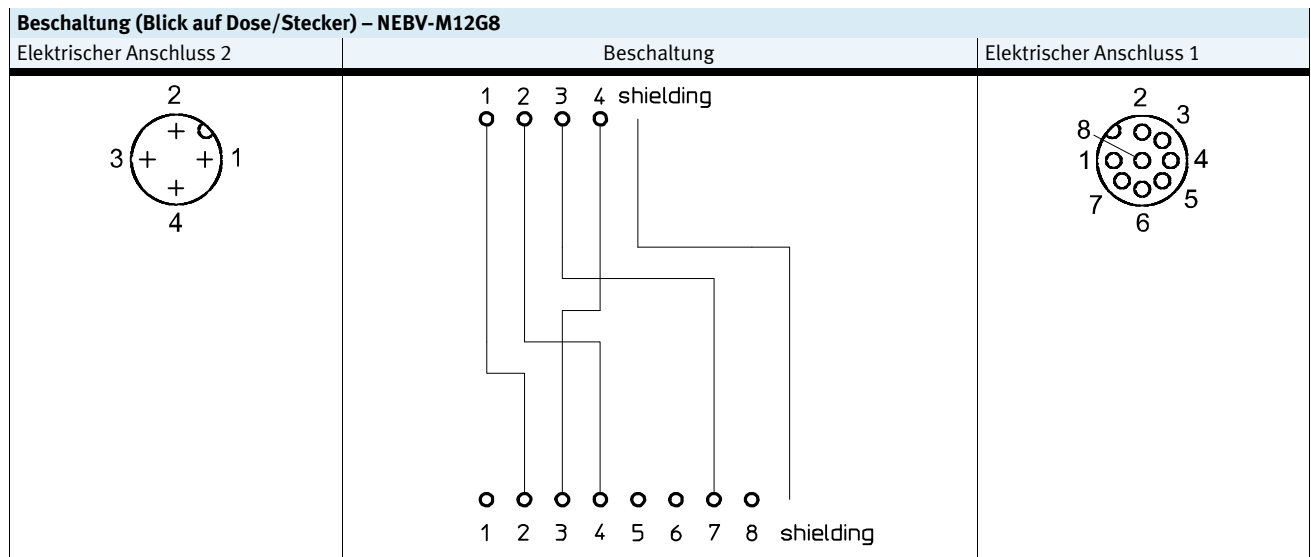 Beschaltung (Blick auf Dose/Stecker) – NEBV-M12G8
Elektrischer Anschluss 2 Beschaltung Elektrischer Anschluss 1
2
3 1
4
1 2 3 4 shielding
1 2 3 4 5 6 7 8 shielding
2
8 3
1 4
7 5
6